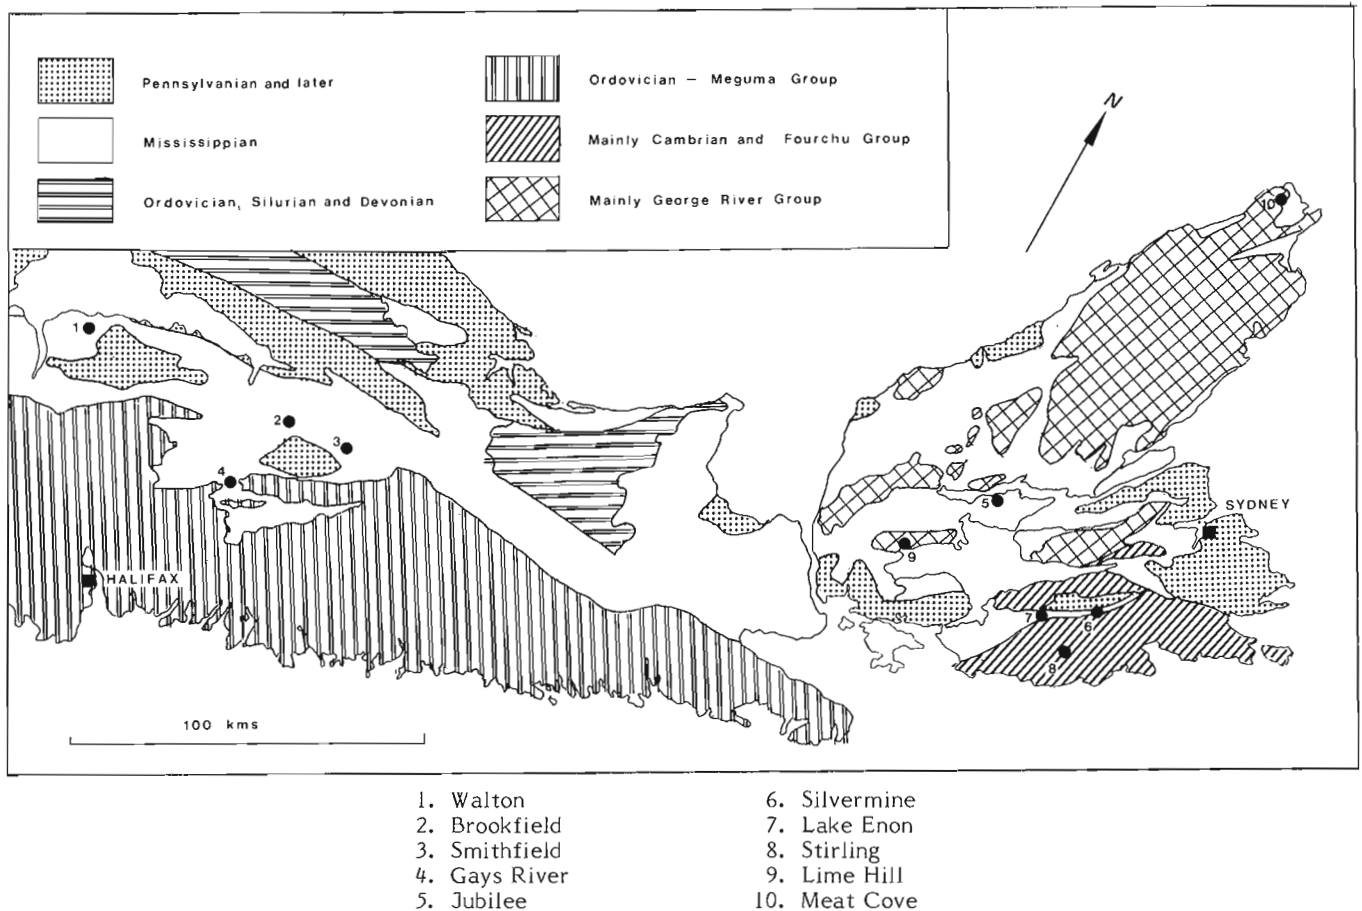 Pennsylvanian and later
Mississippian
Ordovician, Silurian and Devonian
Ordovician – Meguma Group
Mainly Cambrian and Fourchu Group
Mainly George River Group
N
10
1
2
3
4
5
SYDNEY
9
HALIFAX
7
6
8
100 kms
1. Walton
2. Brookfield
3. Smithfield
4. Gays River
5. Jubilee
6. Silvermine
7. Lake Enon
8. Stirling
9. Lime Hill
10. Meat Cove